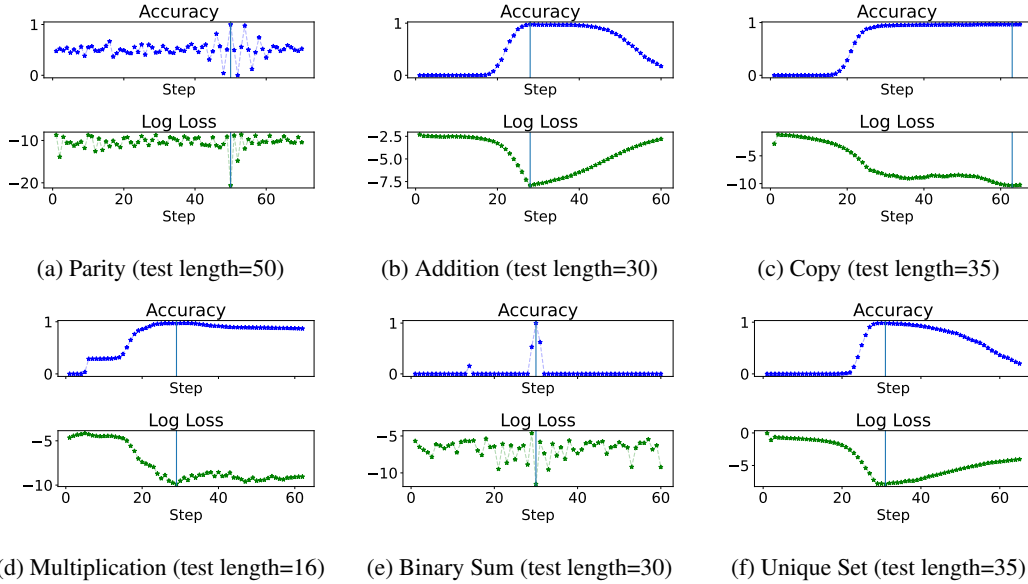 Accuracy
1
0
Step
Log Loss
−10
−20
0 20 40 60
Step
(a) Parity (test length=50)
Accuracy
1
0
Step
Log Loss
−2.5
−5.0
−7.5
0 20 40 60
Step
(b) Addition (test length=30)
Accuracy
1
0
Step
Log Loss
−5
−10
0 20 40 60
Step
(c) Copy (test length=35)
Accuracy
1
0
Step
Log Loss
−5
−10
0 20 40 60
Step
(d) Multiplication (test length=16)
Accuracy
1
0
Step
Log Loss
−5
−10
0 20 40 60
Step
(e) Binary Sum (test length=30)
Accuracy
1
0
Step
Log Loss
0
−5
0 20 40 60
Step
(f) Unique Set (test length=35)